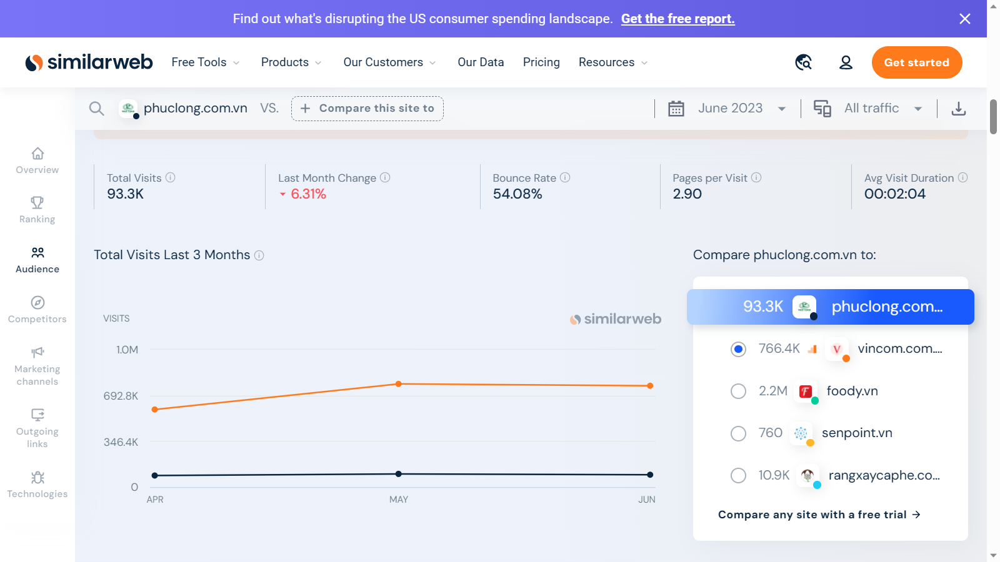 Find out what's disrupting the US consumer spending landscape. Get the free report.
similarweb
Free Tools
Products
Our Customers
Our Data
Pricing
Resources
Get started
phuclong.com.vn
VS.
+ Compare this site to
June 2023
All traffic
Overview
Ranking
Audience
Competitors
Marketing
channels
Outgoing
links
Technologies
Total Visits
93.3K
Last Month Change
6.31%
Bounce Rate
54.08%
Pages per Visit
2.90
Avg Visit Duration
00:02:04
Total Visits Last 3 Months
VISITS
similarweb
1.0M
692.8K
346.4K
0
APR
MAY
JUN
Compare phuclong.com.vn to:
93.3K phuclong.com...
766.4K V vincom.com....
2.2M F foody.vn
760 senpoint.vn
10.9K rangxaycaphe.co...
Compare any site with a free trial →